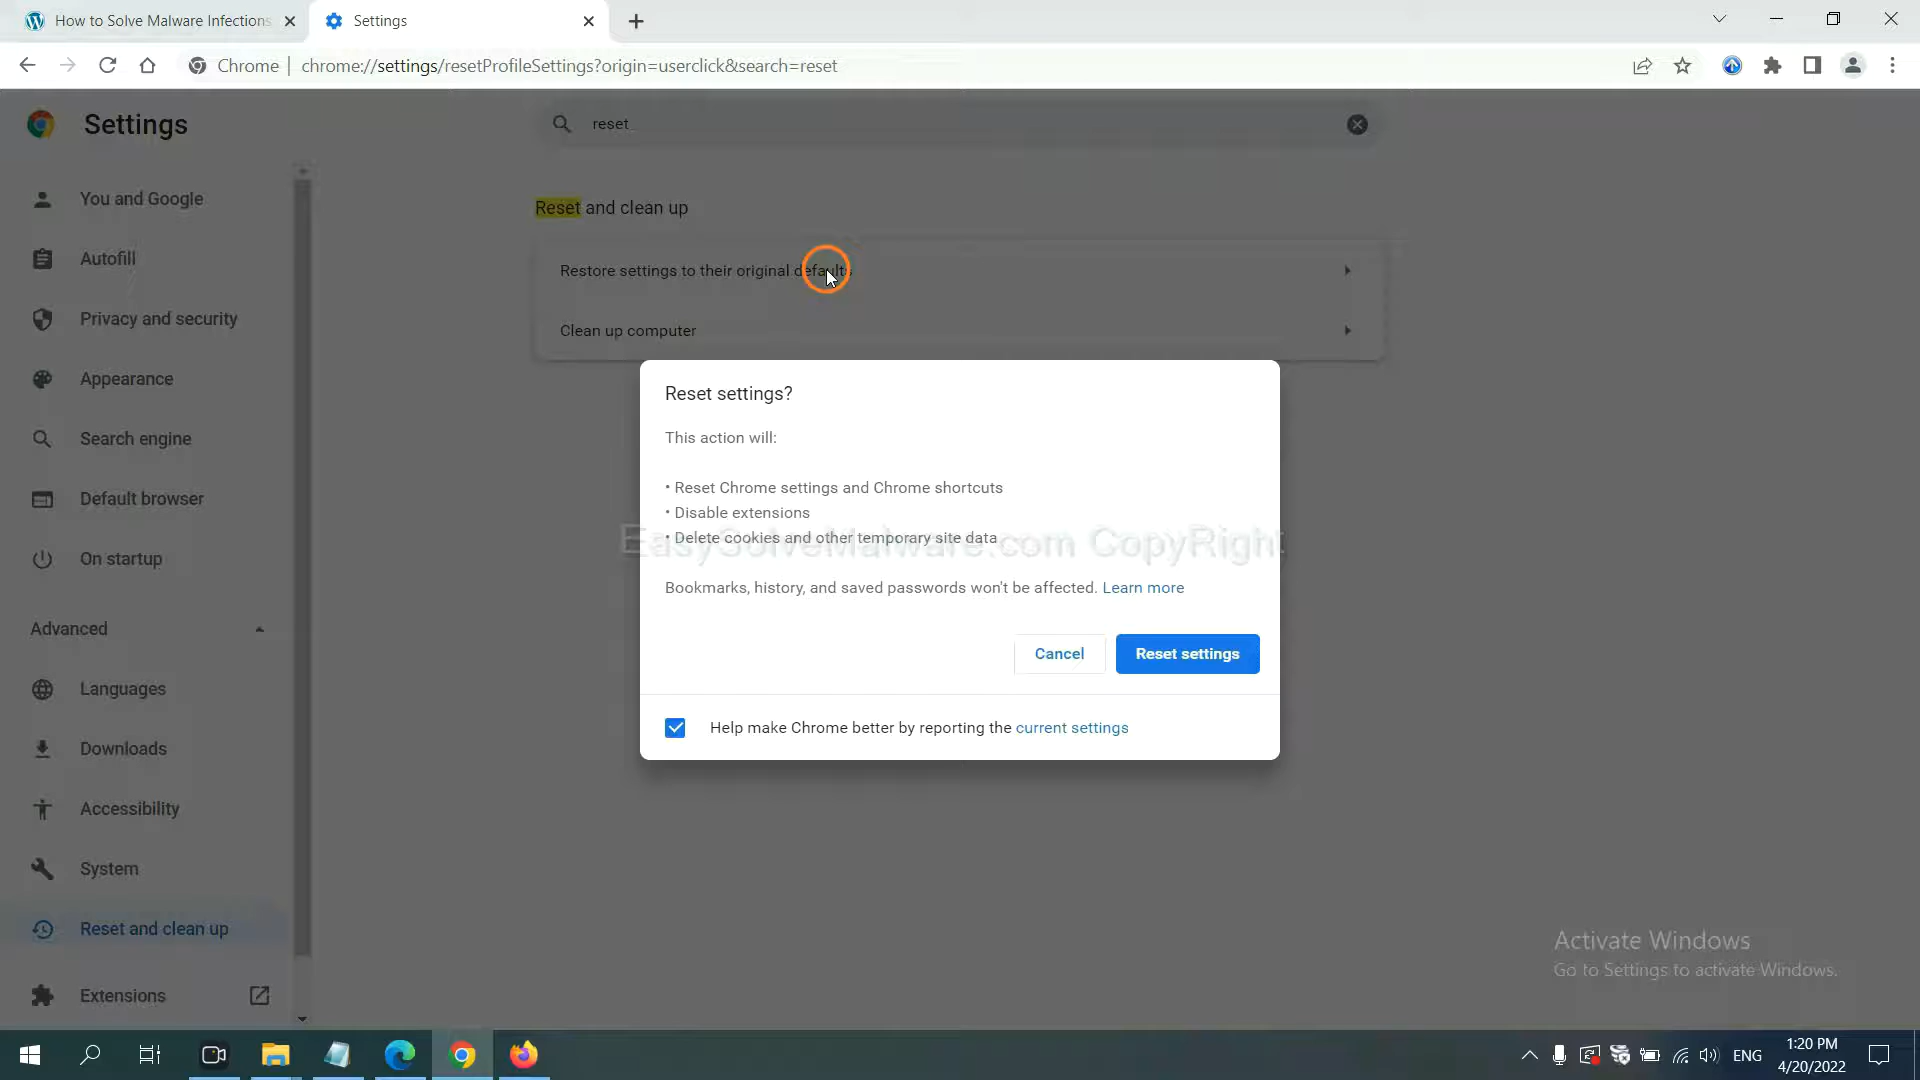 How to Solve Malware Infections
Settings
Chrome
chrome://settings/resetProfileSettings?origin=userclick&search=reset
Settings
reset
You and Google
Autofill
Privacy and security
Appearance
Search engine
Default browser
On startup
Advanced
Languages
Downloads
Accessibility
System
Reset and clean up
Extensions
Reset and clean up
Restore settings to their original defaults
Clean up computer
Reset settings?
This action will:
• Reset Chrome settings and Chrome shortcuts
• Disable extensions
• Delete cookies and other temporary site data
EasySolveMalware.com CopyRight
Bookmarks, history, and saved passwords won't be affected. Learn more
Cancel
Reset settings
Help make Chrome better by reporting the current settings
Activate Windows
Go to Settings to activate Windows.
ENG
1:20 PM
4/20/2022